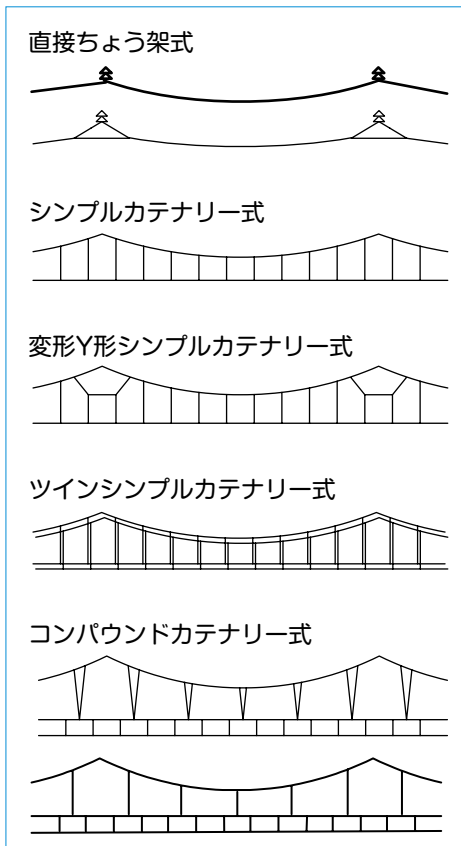 直接ちょう架式
シンプルカテナリー式
変形Y形シンプルカテナリー式
ツインシンプルカテナリー式
コンパウンドカテナリー式